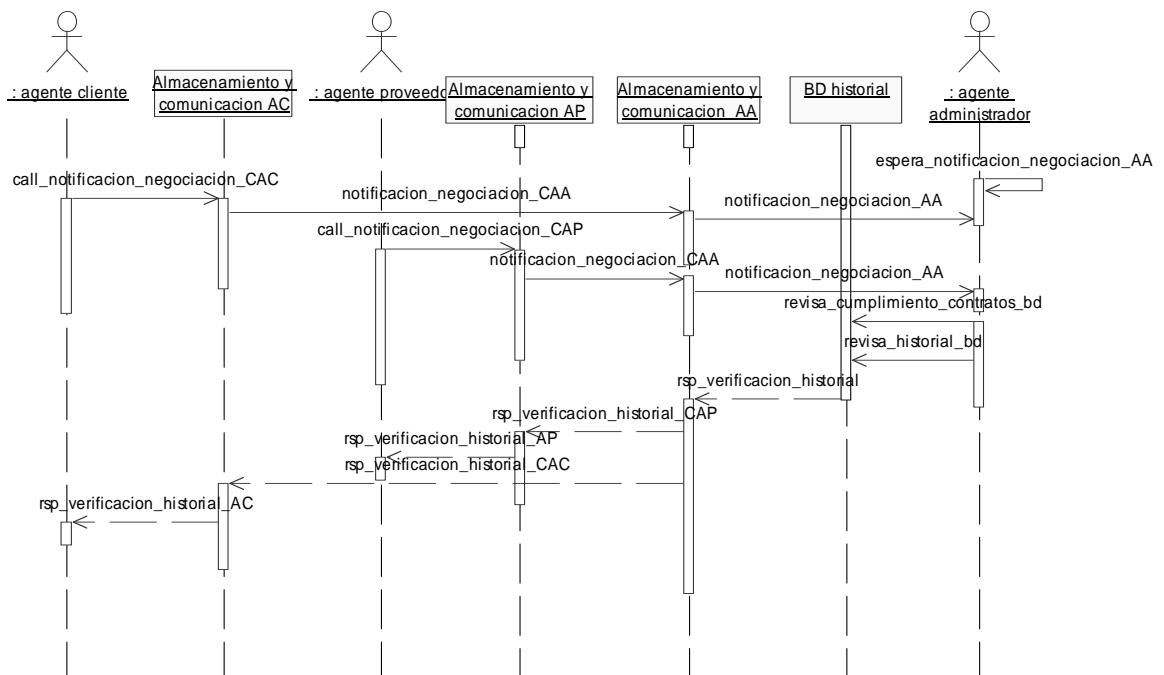 : agente cliente
Almacenamiento y
comunicacion AC
: agente proveedo
Almacenamiento y
comunicacion AP
Almacenamiento y
comunicacion AA
BD historial
: agente
administrador
espera_notificacion_negociacion_AA
call_notificacion_negociacion_CAC
notificacion_negociacion_CAA
notificacion_negociacion_AA
call_notificacion_negociacion_CAP
notificacion_negociacion_CAA
notificacion_negociacion_AA
revisa_cumplimiento_contratos_bd
revisa_historial_bd
rsp_verificacion_historial
rsp_verificacion_historial_CAP
rsp_verificacion_historial_AP
rsp_verificacion_historial_CAC
rsp_verificacion_historial_AC